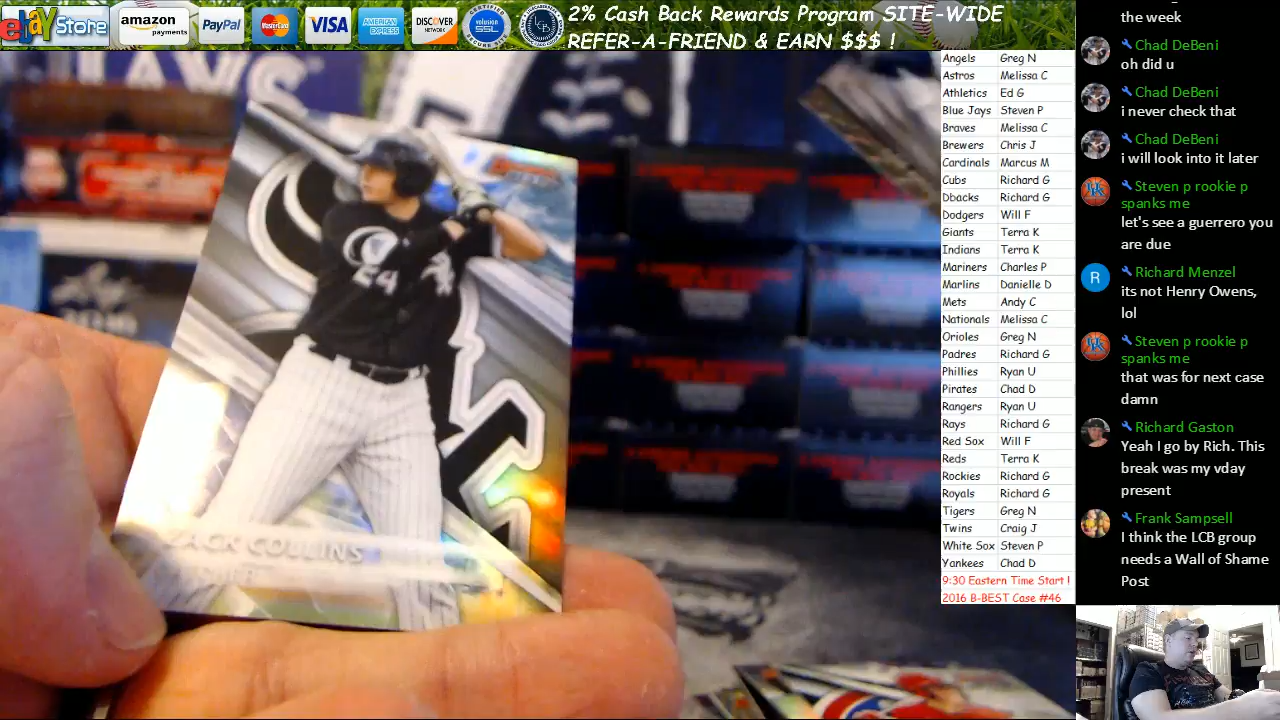 ebay Store
amazon
payments
PayPal
MasterCard
VISA
AMERICAN
EXPRESS
DISCOVER
NETWORK
volusion
SSL
LCB
2% Cash Back Rewards Program SITE-WIDE
REFER-A-FRIEND & EARN $$$ !
Angels Greg N
Astros Melissa C
Athletics Ed G
Blue Jays Steven P
Braves Melissa C
Brewers Chris J
Cardinals Marcus M
Cubs Richard G
Dbacks Richard G
Dodgers Will F
Giants Terra K
Indians Terra K
Mariners Charles P
Marlins Danielle D
Mets Andy C
Nationals Melissa C
Orioles Greg N
Padres Richard G
Phillies Ryan U
Pirates Chad D
Rangers Ryan U
Rays Richard G
Red Sox Will F
Reds Terra K
Rockies Richard G
Royals Richard G
Tigers Greg N
Twins Craig J
White Sox Steven P
Yankees Chad D
9:30 Eastern Time Start !
2016 B-BEST Case #46
the week
Chad DeBeni
oh did u
Chad DeBeni
i never check that
Chad DeBeni
i will look into it later
Steven p rookie p
spanks me
let's see a guerrero you
are due
R
Richard Menzel
its not Henry Owens,
lol
Steven p rookie p
spanks me
that was for next case
damn
Richard Gaston
Yeah I go by Rich. This
break was my vday
present
Frank Sampsell
I think the LCB group
needs a Wall of Shame
Post
24
COLLINS